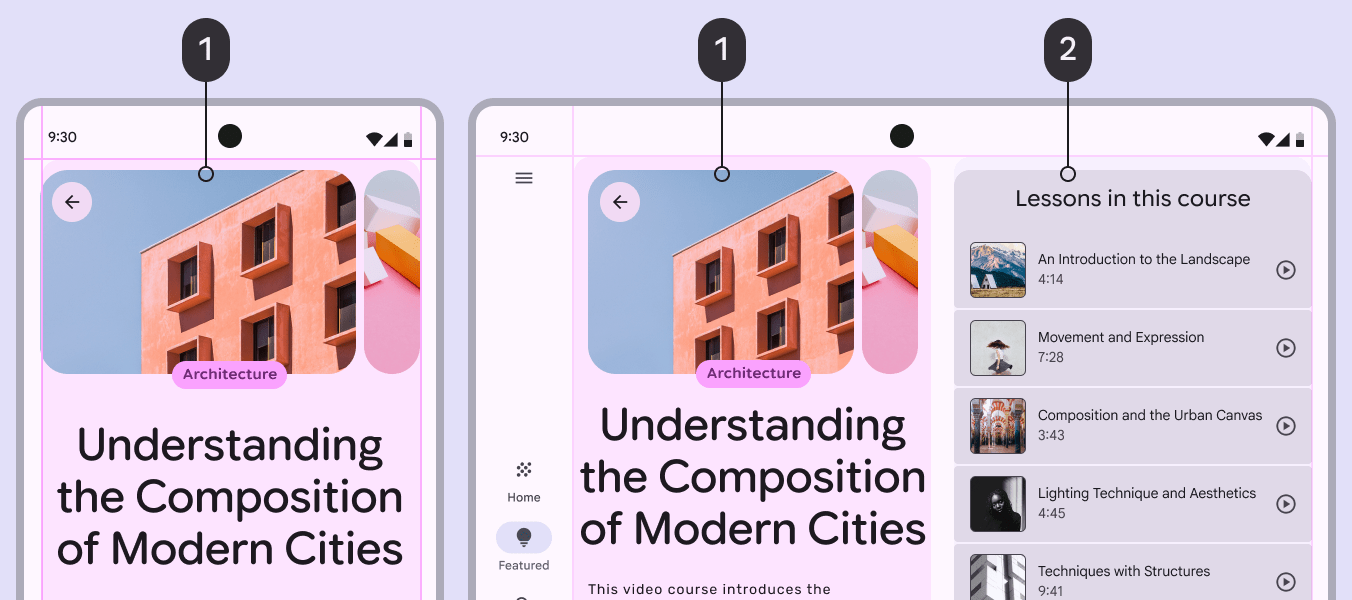 1
1
2
9:30
Architecture
Understanding
the Composition
of Modern Cities
9:30
Home
Featured
Architecture
Understanding
the Composition
of Modern Cities
This video course introduces the
Lessons in this course
An Introduction to the Landscape
4:14
Movement and Expression
7:28
Composition and the Urban Canvas
3:43
Lighting Technique and Aesthetics
4:45
Techniques with Structures
9:41